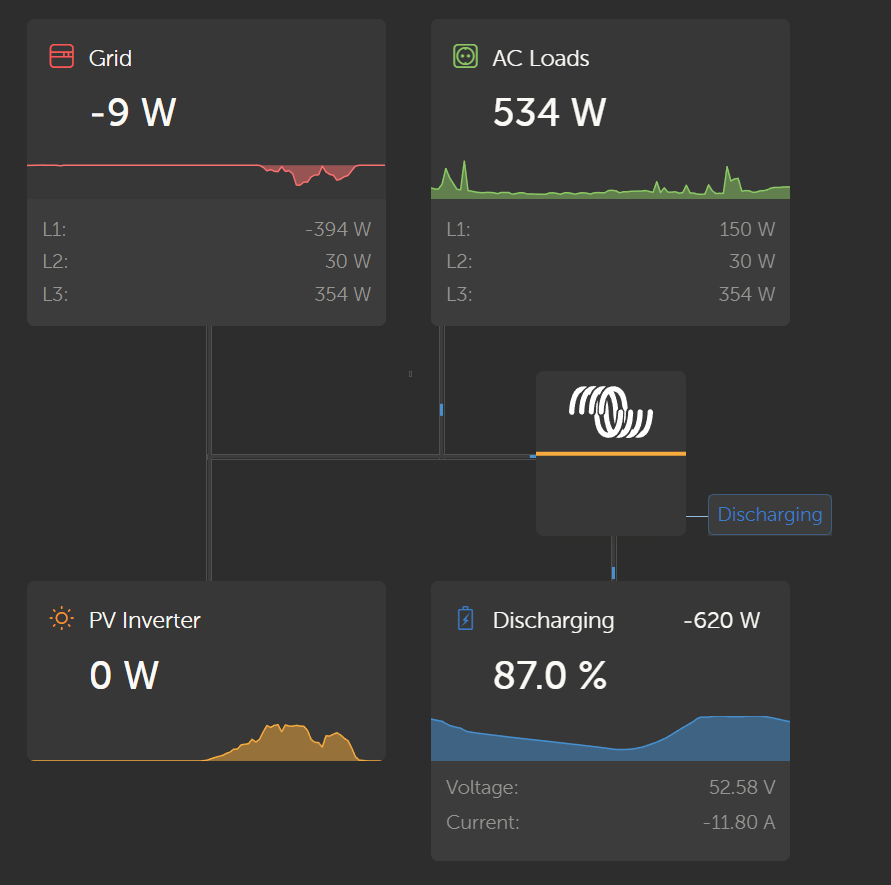 Grid
-9 W
L1: -394 W
L2: 30 W
L3: 354 W
AC Loads
534 W
L1: 150 W
L2: 30 W
L3: 354 W
Discharging
PV Inverter
0 W
Discharging -620 W
87.0 %
Voltage: 52.58 V
Current: -11.80 A